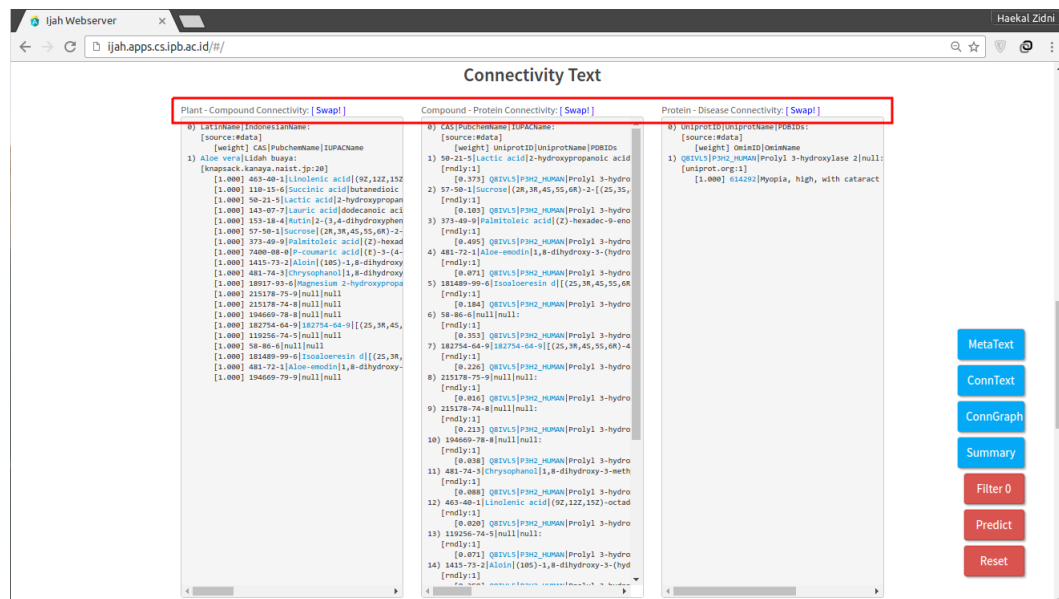 Ijah Webserver
Haekal Zidni
ijah.apps.cs.ipb.ac.id/#/
Connectivity Text
Plant - Compound Connectivity: [ Swap! ]
0) LatinName|IndonesianName:
[source:#data]
[weight] CAS|PubchemName|IUPACName
1) Aloe vera|Lidah buaya:
[knapsack.kanaya.naist.jp:20]
[1.000] 463-40-1|Linolenic acid|(9Z,12Z,15Z
[1.000] 110-15-6|Succinic acid|butanedioic
[1.000] 50-21-5|Lactic acid|2-hydroxypropan
[1.000] 143-07-7|Lauric acid|dodecanoic aci
[1.000] 153-18-4|Rutin|2-(3,4-dihydroxyphen
[1.000] 57-50-1|Sucrose|(2R,3R,4S,5S,6R)-2-
[1.000] 373-49-9|Palmitoleic acid|(Z)-hexad
[1.000] 7400-08-0|P-coumaric acid|(E)-3-(4-
[1.000] 1415-73-2|Aloin|(10S)-1,8-dihydroxy
[1.000] 481-74-3|Chrysophanol|1,8-dihydroxy
[1.000] 18917-93-6|Magnesium 2-hydroxypropa
[1.000] 215178-75-9|null|null
[1.000] 215178-74-8|null|null
[1.000] 194669-78-8|null|null
[1.000] 182754-64-9|182754-64-9|[(2S,3R,4S,
[1.000] 119256-74-5|null|null
[1.000] 58-86-6|null|null
[1.000] 181489-99-6|Isoaloeresin d|[(2S,3R,
[1.000] 481-72-1|Aloe-emodin|1,8-dihydroxy-
[1.000] 194669-79-9|null|null
Compound - Protein Connectivity: [ Swap! ]
0) CAS|PubchemName|IUPACName:
[source:#data]
[weight] UniprotID|UniprotName|PDBIDs
1) 50-21-5|Lactic acid|2-hydroxypropanoic acid
[rndly:1]
[0.373] Q8IVL5|P3H2_HUMAN|Prolyl 3-hydro
2) 57-50-1|Sucrose|(2R,3R,4S,5S,6R)-2-[(2S,3S,
[rndly:1]
[0.103] Q8IVL5|P3H2_HUMAN|Prolyl 3-hydro
3) 373-49-9|Palmitoleic acid|(Z)-hexadec-9-eno
[rndly:1]
[0.495] Q8IVL5|P3H2_HUMAN|Prolyl 3-hydro
4) 481-72-1|Aloe-emodin|1,8-dihydroxy-3-(hydro
[rndly:1]
[0.071] Q8IVL5|P3H2_HUMAN|Prolyl 3-hydro
5) 181489-99-6|Isoaloeresin d|[(2S,3R,4S,5S,6R
[rndly:1]
[0.184] Q8IVL5|P3H2_HUMAN|Prolyl 3-hydro
6) 58-86-6|null|null:
[rndly:1]
[0.353] Q8IVL5|P3H2_HUMAN|Prolyl 3-hydro
7) 182754-64-9|182754-64-9|[(2S,3R,4S,5S,6R)-4
[rndly:1]
[0.226] Q8IVL5|P3H2_HUMAN|Prolyl 3-hydro
8) 215178-75-9|null|null:
[rndly:1]
[0.016] Q8IVL5|P3H2_HUMAN|Prolyl 3-hydro
9) 215178-74-8|null|null:
[rndly:1]
[0.213] Q8IVL5|P3H2_HUMAN|Prolyl 3-hydro
10) 194669-78-8|null|null:
[rndly:1]
[0.038] Q8IVL5|P3H2_HUMAN|Prolyl 3-hydro
11) 481-74-3|Chrysophanol|1,8-dihydroxy-3-meth
[rndly:1]
[0.088] Q8IVL5|P3H2_HUMAN|Prolyl 3-hydro
12) 463-40-1|Linolenic acid|(9Z,12Z,15Z)-octad
[rndly:1]
[0.020] Q8IVL5|P3H2_HUMAN|Prolyl 3-hydro
13) 119256-74-5|null|null:
[rndly:1]
[0.071] Q8IVL5|P3H2_HUMAN|Prolyl 3-hydro
14) 1415-73-2|Aloin|(10S)-1,8-dihydroxy-3-(hyd
[rndly:1]
Protein - Disease Connectivity: [ Swap! ]
0) UniprotID|UniprotName|PDBIDs:
[source:#data]
[weight] OmimID|OmimName
1) Q8IVL5|P3H2_HUMAN|Prolyl 3-hydroxylase 2|null:
[uniprot.org:1]
[1.000] 614292|Myopia, high, with cataract
MetaText
ConnText
ConnGraph
Summary
Filter 0
Predict
Reset